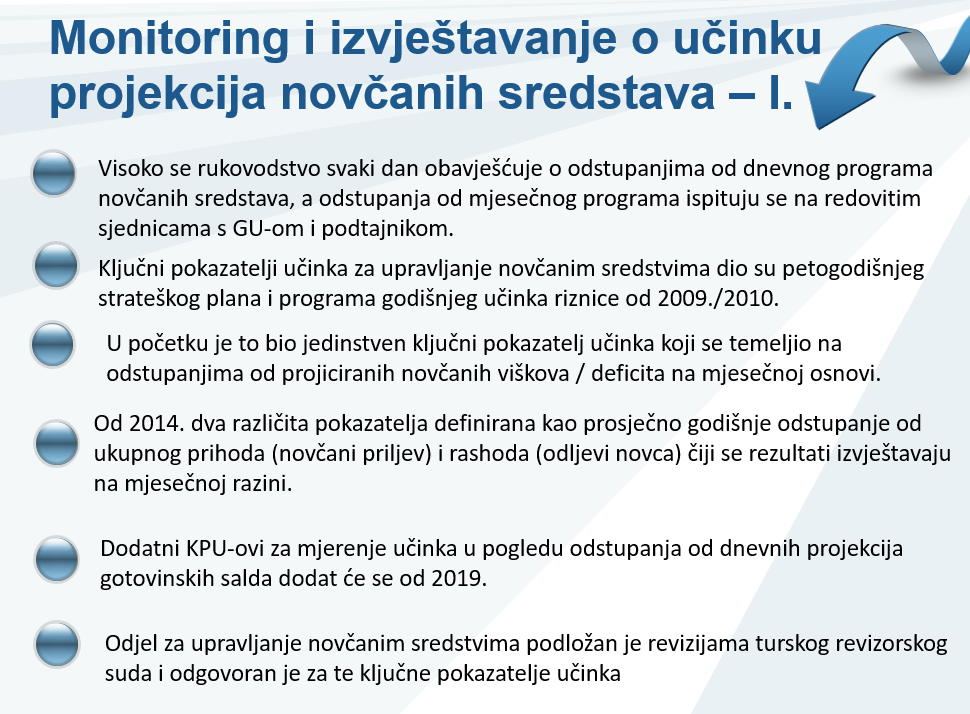 Monitoring i izvještavanje o učinku
projekcija novčanih sredstava – I.
Visoko se rukovodstvo svaki dan obavješćuje o odstupanjima od dnevnog programa
novčanih sredstava, a odstupanja od mjesečnog programa ispituju se na redovitim
sjednicama s GU-om i podtajnikom.
Ključni pokazatelji učinka za upravljanje novčanim sredstvima dio su petogodišnjeg
strateškog plana i programa godišnjeg učinka riznice od 2009./2010.
U početku je to bio jedinstven ključni pokazatelj učinka koji se temeljio na
odstupanjima od projiciranih novčanih viškova / deficita na mjesečnoj osnovi.
Od 2014. dva različita pokazatelja definirana kao prosječno godišnje odstupanje od
ukupnog prihoda (novčani priljev) i rashoda (odljevi novca) čiji se rezultati izvještavaju
na mjesečnoj razini.
Dodatni KPU-ovi za mjerenje učinka u pogledu odstupanja od dnevnih projekcija
gotovinskih salda dodat će se od 2019.
Odjel za upravljanje novčanim sredstvima podložan je revizijama turskog revizorskog
suda i odgovoran je za te ključne pokazatelje učinka